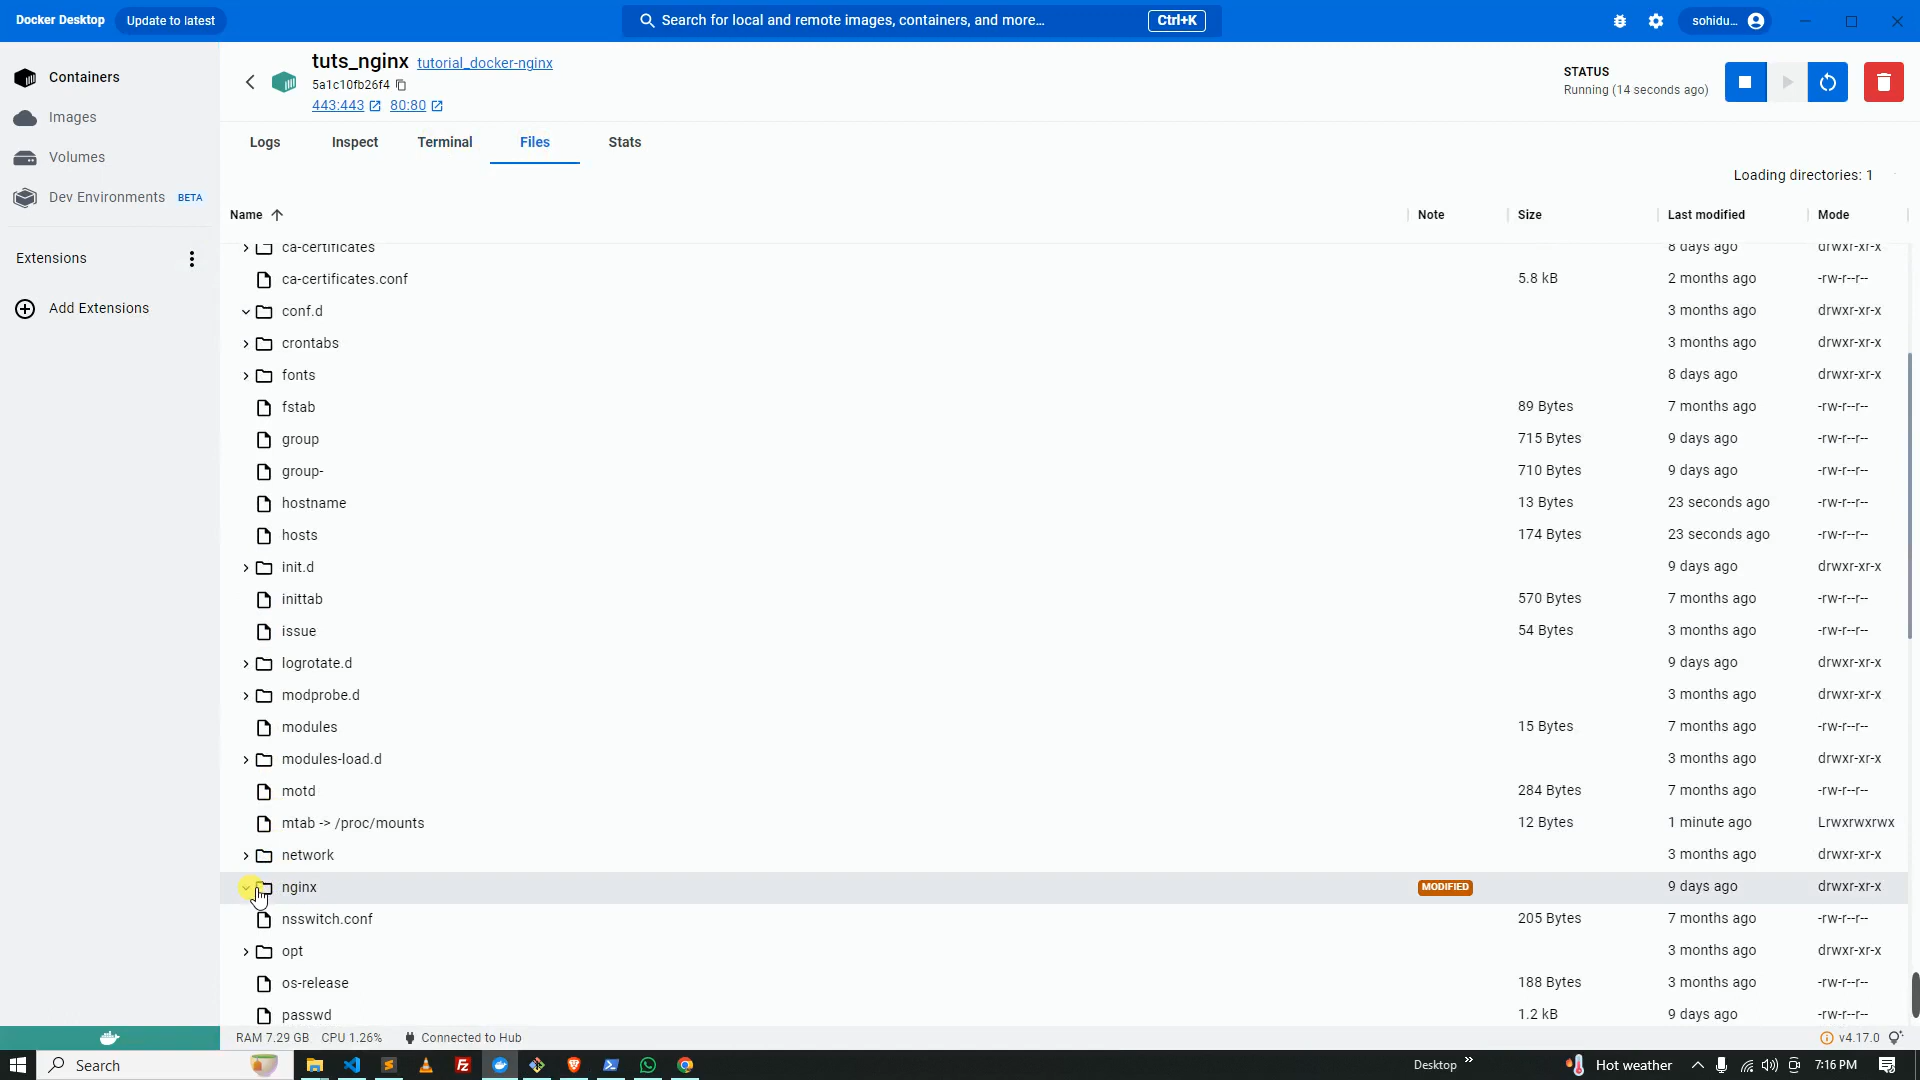 Docker Desktop Update to latest Search for local and remote images, containers, and more... Ctrl+K sohidu...
Containers
Images
Volumes
Dev Environments BETA
Extensions
Add Extensions
tuts_nginx tutorial_docker-nginx
5a1c10fb26f4
443:443 80:80
STATUS
Running (14 seconds ago)
Logs Inspect Terminal Files Stats
Loading directories: 1
Name Note Size Last modified Mode
ca-certificates 8 days ago drwxr-xr-x
ca-certificates.conf 5.8 kB 2 months ago -rw-r--r--
conf.d 3 months ago drwxr-xr-x
crontabs 3 months ago drwxr-xr-x
fonts 8 days ago drwxr-xr-x
fstab 89 Bytes 7 months ago -rw-r--r--
group 715 Bytes 9 days ago -rw-r--r--
group- 710 Bytes 9 days ago -rw-r--r--
hostname 13 Bytes 23 seconds ago -rw-r--r--
hosts 174 Bytes 23 seconds ago -rw-r--r--
init.d 9 days ago drwxr-xr-x
inittab 570 Bytes 7 months ago -rw-r--r--
issue 54 Bytes 3 months ago -rw-r--r--
logrotate.d 9 days ago drwxr-xr-x
modprobe.d 3 months ago drwxr-xr-x
modules 15 Bytes 7 months ago -rw-r--r--
modules-load.d 3 months ago drwxr-xr-x
motd 284 Bytes 7 months ago -rw-r--r--
mtab -> /proc/mounts 12 Bytes 1 minute ago Lrwxrwxrwx
network 3 months ago drwxr-xr-x
nginx MODIFIED 9 days ago drwxr-xr-x
nsswitch.conf 205 Bytes 7 months ago -rw-r--r--
opt 3 months ago drwxr-xr-x
os-release 188 Bytes 3 months ago -rw-r--r--
passwd 1.2 kB 9 days ago -rw-r--r--
RAM 7.29 GB CPU 1.26% Connected to Hub v4.17.0
Search Desktop Hot weather 7:16 PM